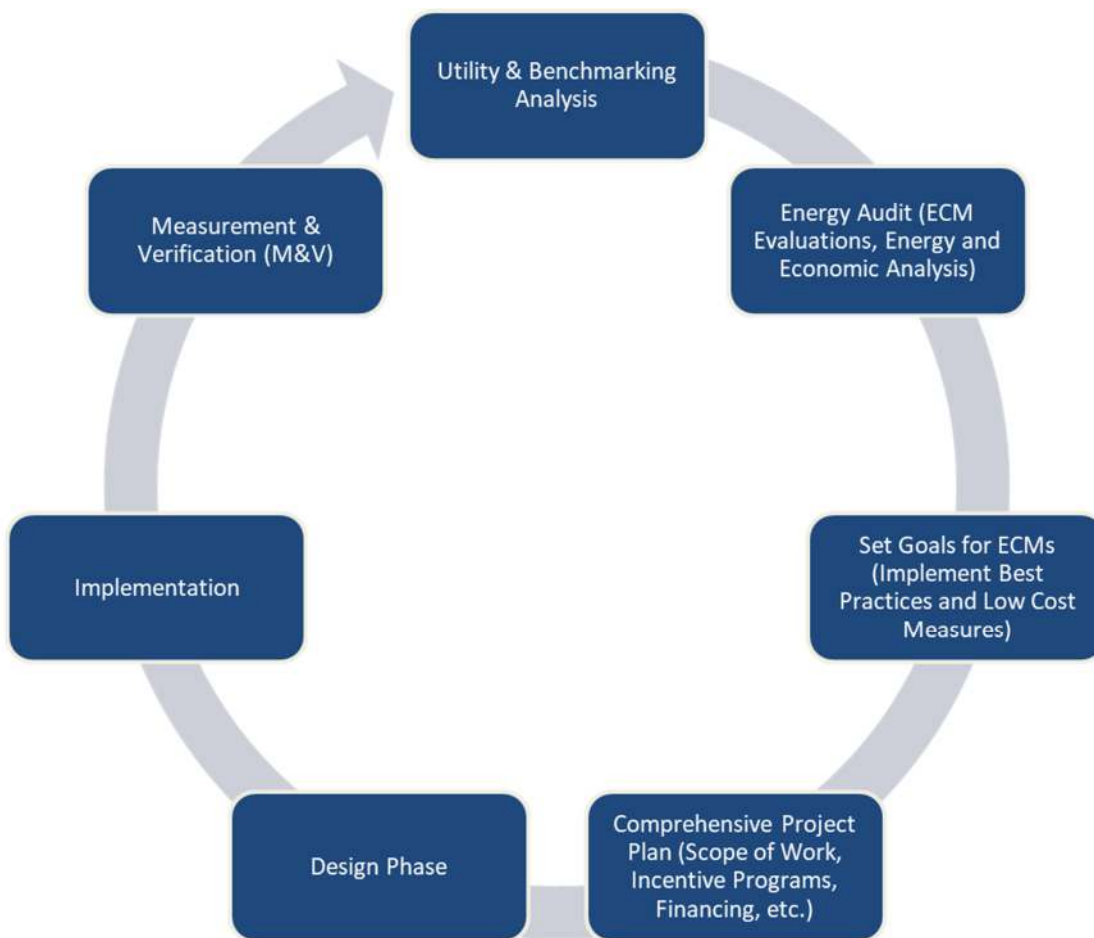 Utility & Benchmarking
Analysis
Energy Audit (ECM
Evaluations, Energy and
Economic Analysis)
Set Goals for ECMs
(Implement Best
Practices and Low Cost
Measures)
Comprehensive Project
Plan (Scope of Work,
Incentive Programs,
Financing, etc.)
Design Phase
Implementation
Measurement &
Verification (M&V)